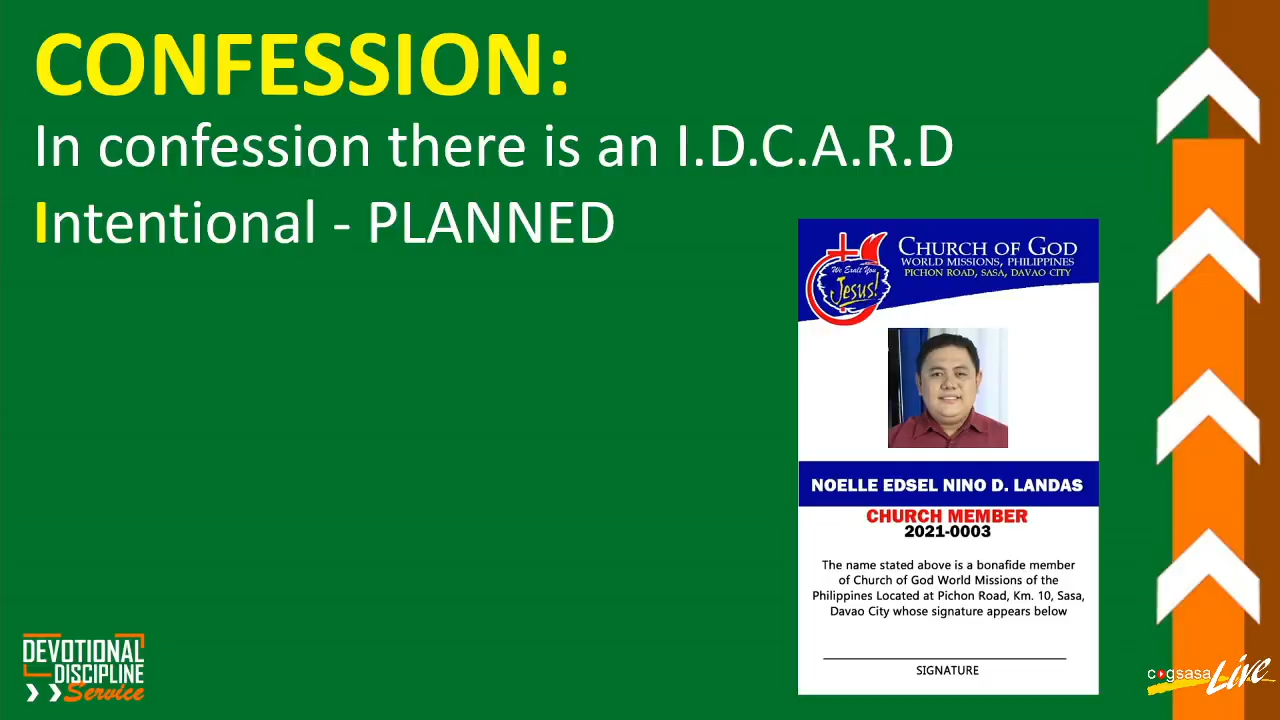 CONFESSION:
In confession there is an I.D.C.A.R.D
Intentional - PLANNED
We Exalt You
Jesus!
CHURCH OF GOD
WORLD MISSIONS, PHILIPPINES
PICHON ROAD, SASA, DAVAO CITY
NOELLE EDSEL NINO D. LANDAS
CHURCH MEMBER
2021-0003
The name stated above is a bonafide member
of Church of God World Missions of the
Philippines Located at Pichon Road, Km. 10, Sasa,
Davao City whose signature appears below
SIGNATURE
DEVOTIONAL
DISCIPLINE
Service
cogsasa Live